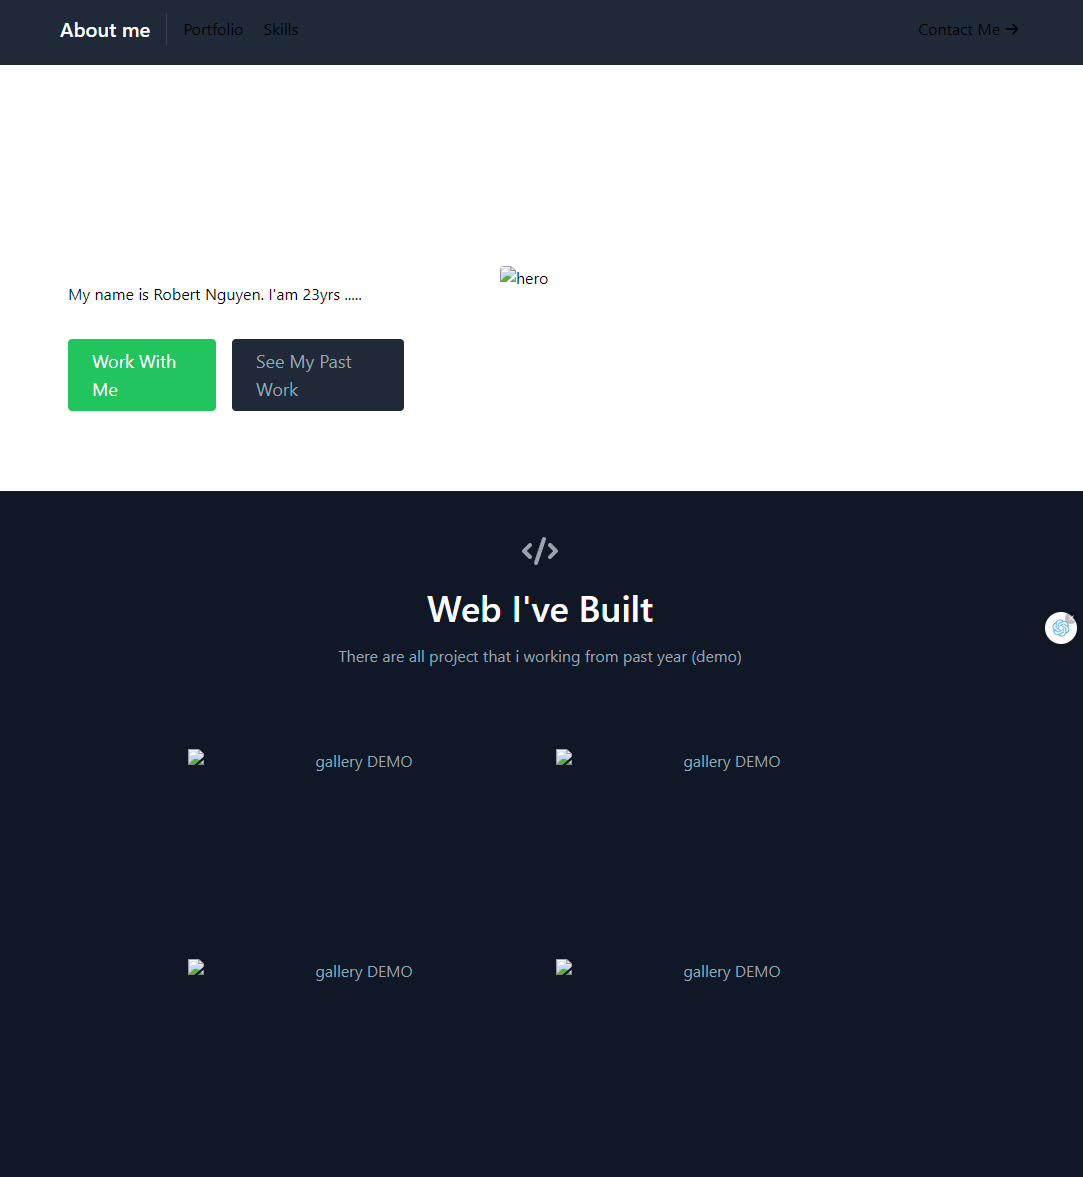 About me Portfolio Skills Contact Me →
hero
My name is Robert Nguyen. I'am 23yrs .....
Work With
Me
See My Past
Work
Web I've Built
There are all project that i working from past year (demo)
gallery DEMO gallery DEMO
gallery DEMO gallery DEMO